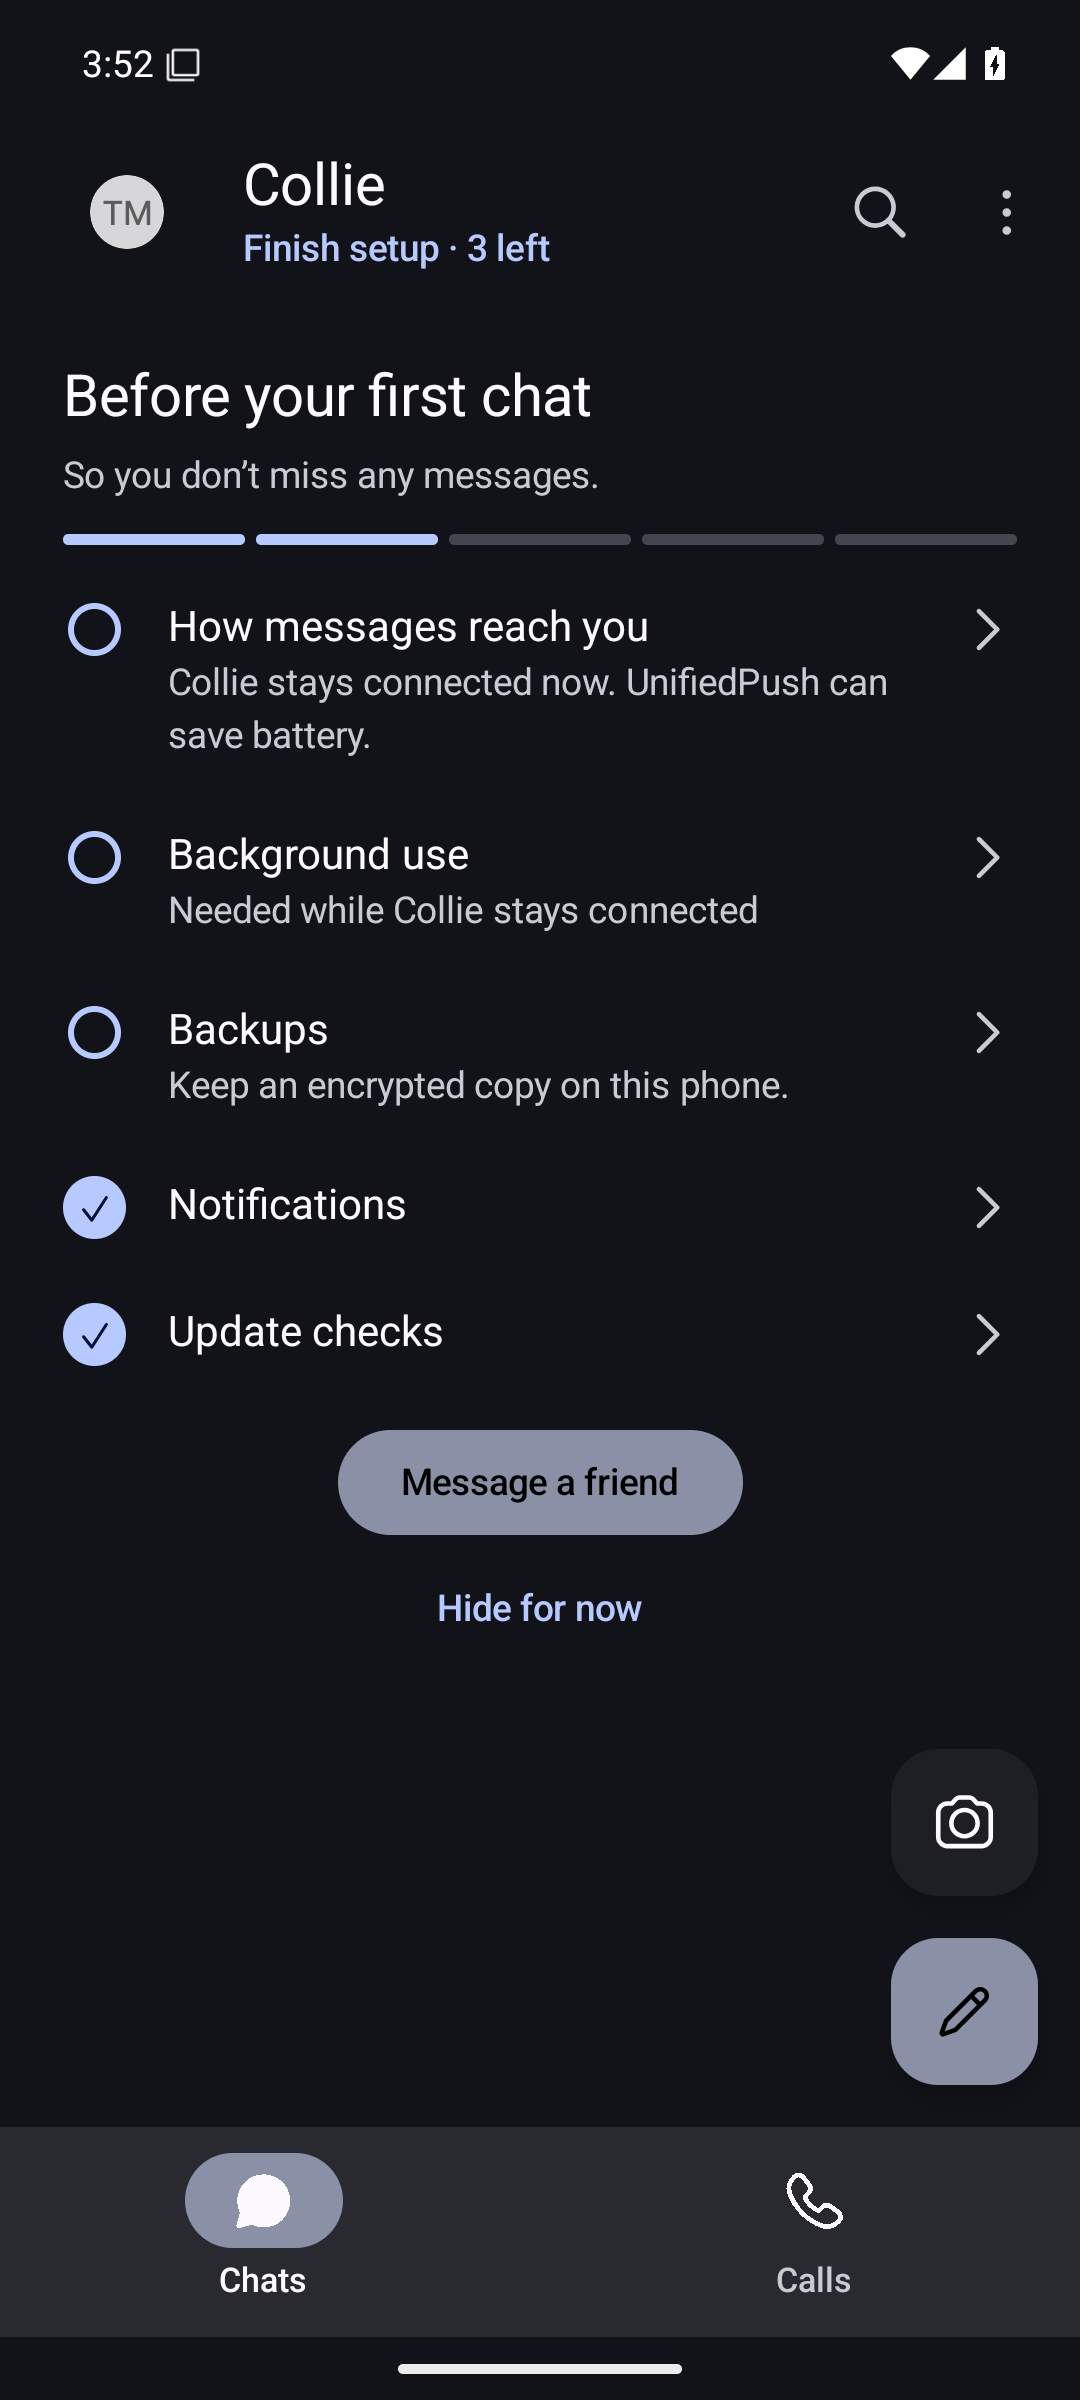 3:52
TM
Collie
Finish setup · 3 left
Before your first chat
So you don’t miss any messages.
How messages reach you
Collie stays connected now. UnifiedPush can
save battery.
Background use
Needed while Collie stays connected
Backups
Keep an encrypted copy on this phone.
Notifications
Update checks
Message a friend
Hide for now
Chats
Calls